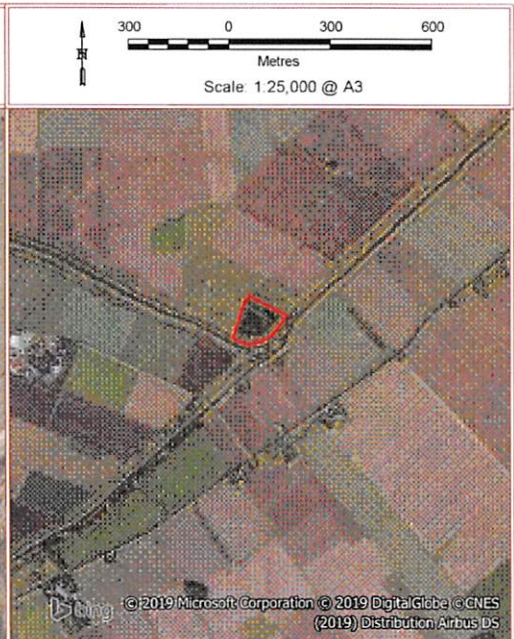 300 0 300 600
N
Metres
Scale: 1:25,000 @ A3
bing © 2019 Microsoft Corporation © 2019 DigitalGlobe ©CNES
(2019) Distribution Airbus DS